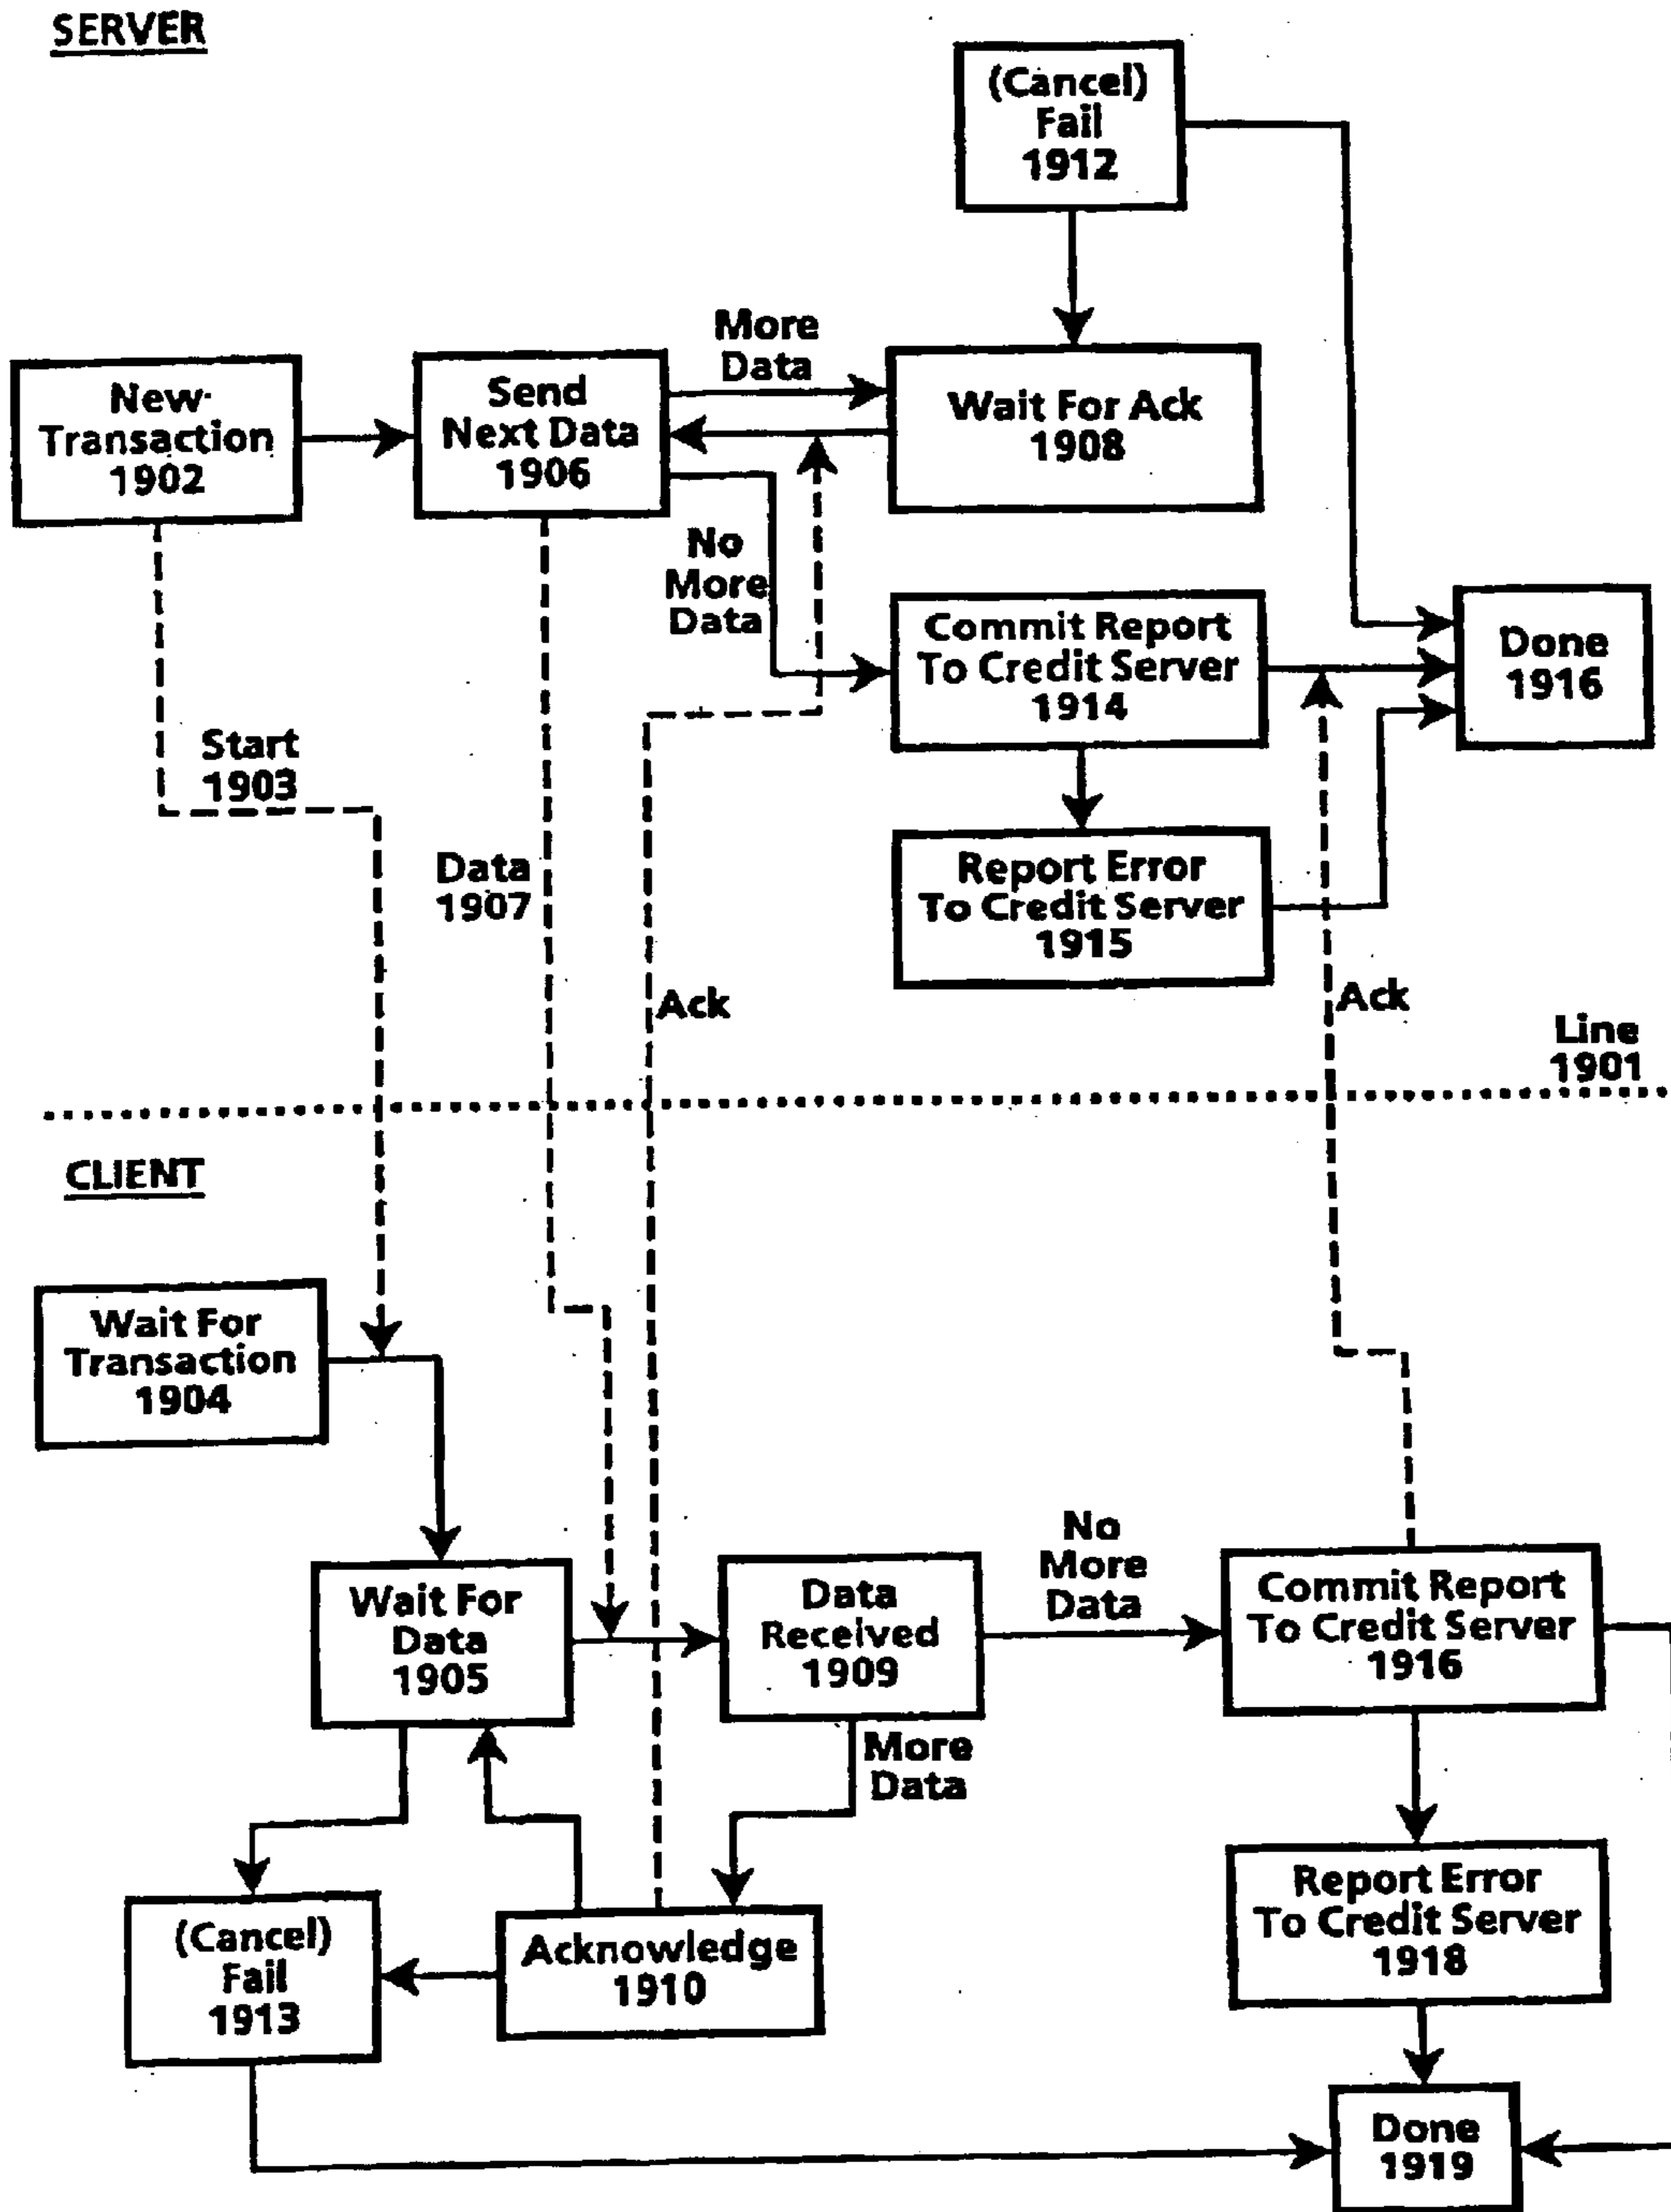 SERVER
(Cancel)
Fail
1912
More
Data
New-
Transaction
1902
Send
Next Data
1906
Wait For Ack
1908
No
More
Data
Commit Report
To Credit Server
1914
Done
1916
Start
1903
Data
1907
Report Error
To Credit Server
1915
Ack
Ack
Line
1901
CLIENT
Wait For
Transaction
1904
Wait For
Data
1905
Data
Received
1909
No
More
Data
Commit Report
To Credit Server
1916
More
Data
(Cancel)
Fail
1913
Acknowledge
1910
Report Error
To Credit Server
1918
Done
1919